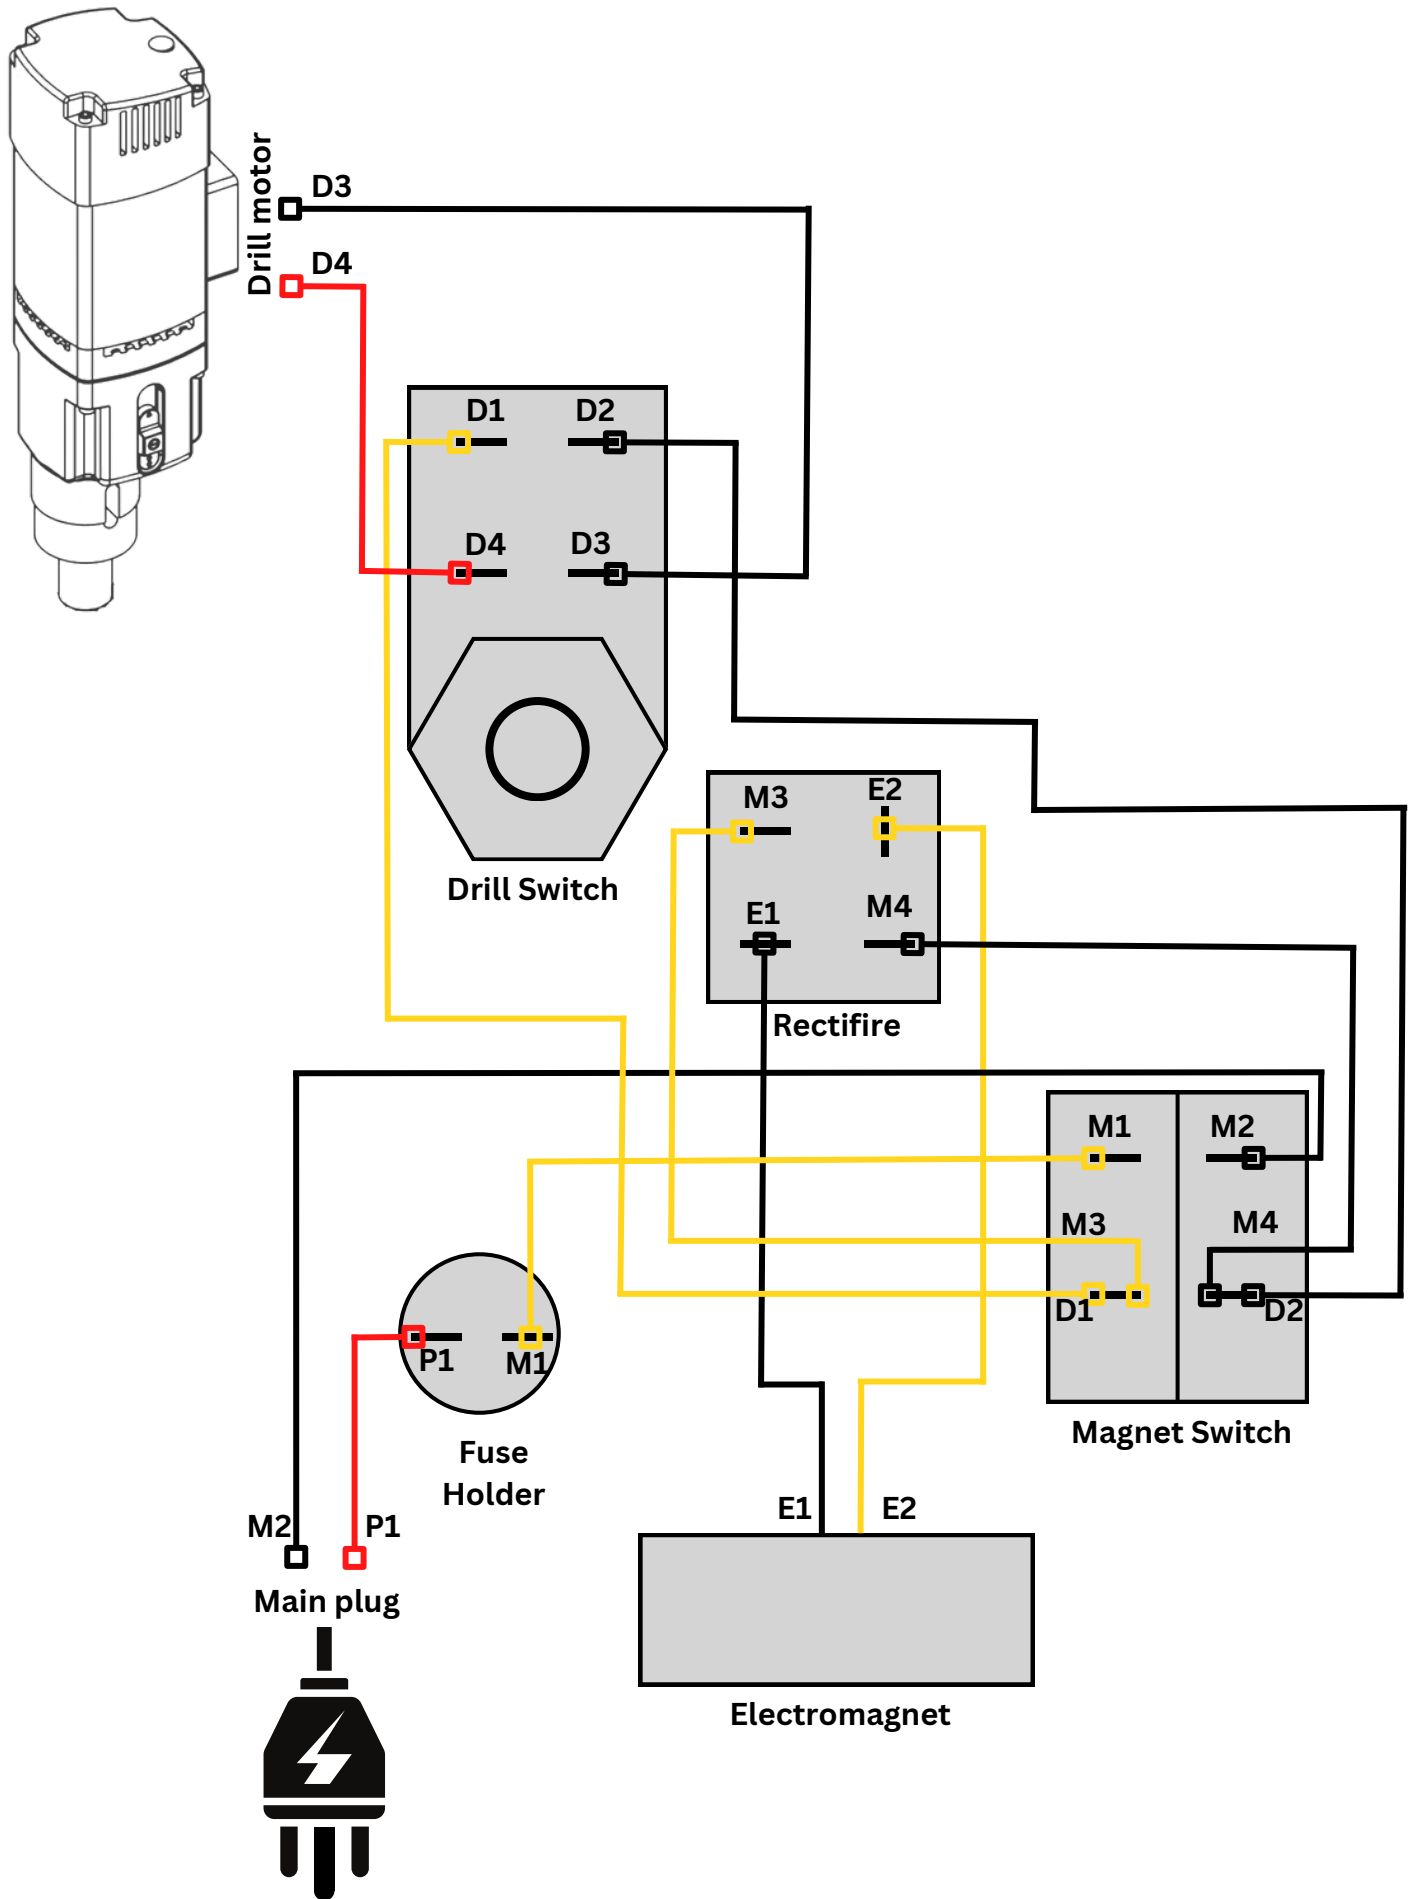 Drill motor
D3
D4
D1
D2
D4
D3
Drill Switch
M3
E2
E1
M4
Rectifire
M1
M2
M3
M4
D1
D2
Magnet Switch
P1
M1
Fuse
Holder
M2
P1
Main plug
E1
E2
Electromagnet